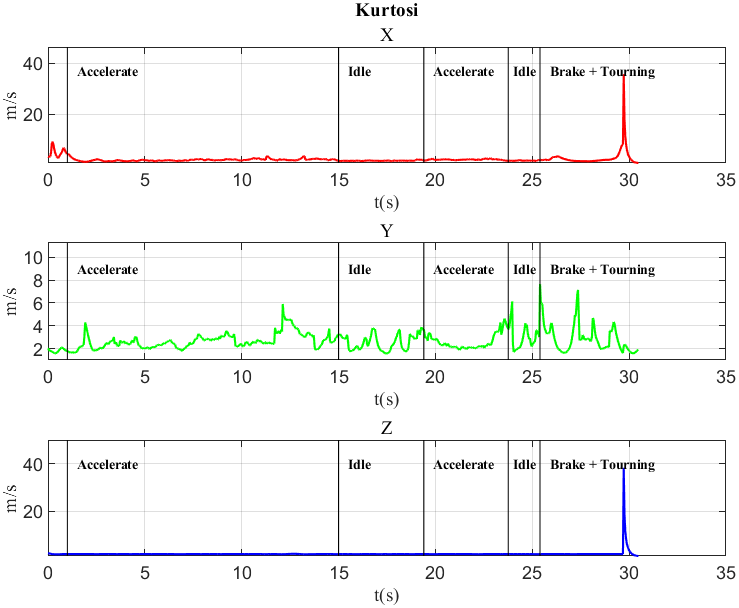 Kurtosi
X
m/s
40
20
Accelerate
Idle
Accelerate
Idle
Brake + Tourning
0 5 10 15 20 25 30 35
t(s)
Y
m/s
10
8
6
4
2
Accelerate
Idle
Accelerate
Idle
Brake + Tourning
0 5 10 15 20 25 30 35
t(s)
Z
m/s
40
20
Accelerate
Idle
Accelerate
Idle
Brake + Tourning
0 5 10 15 20 25 30 35
t(s)